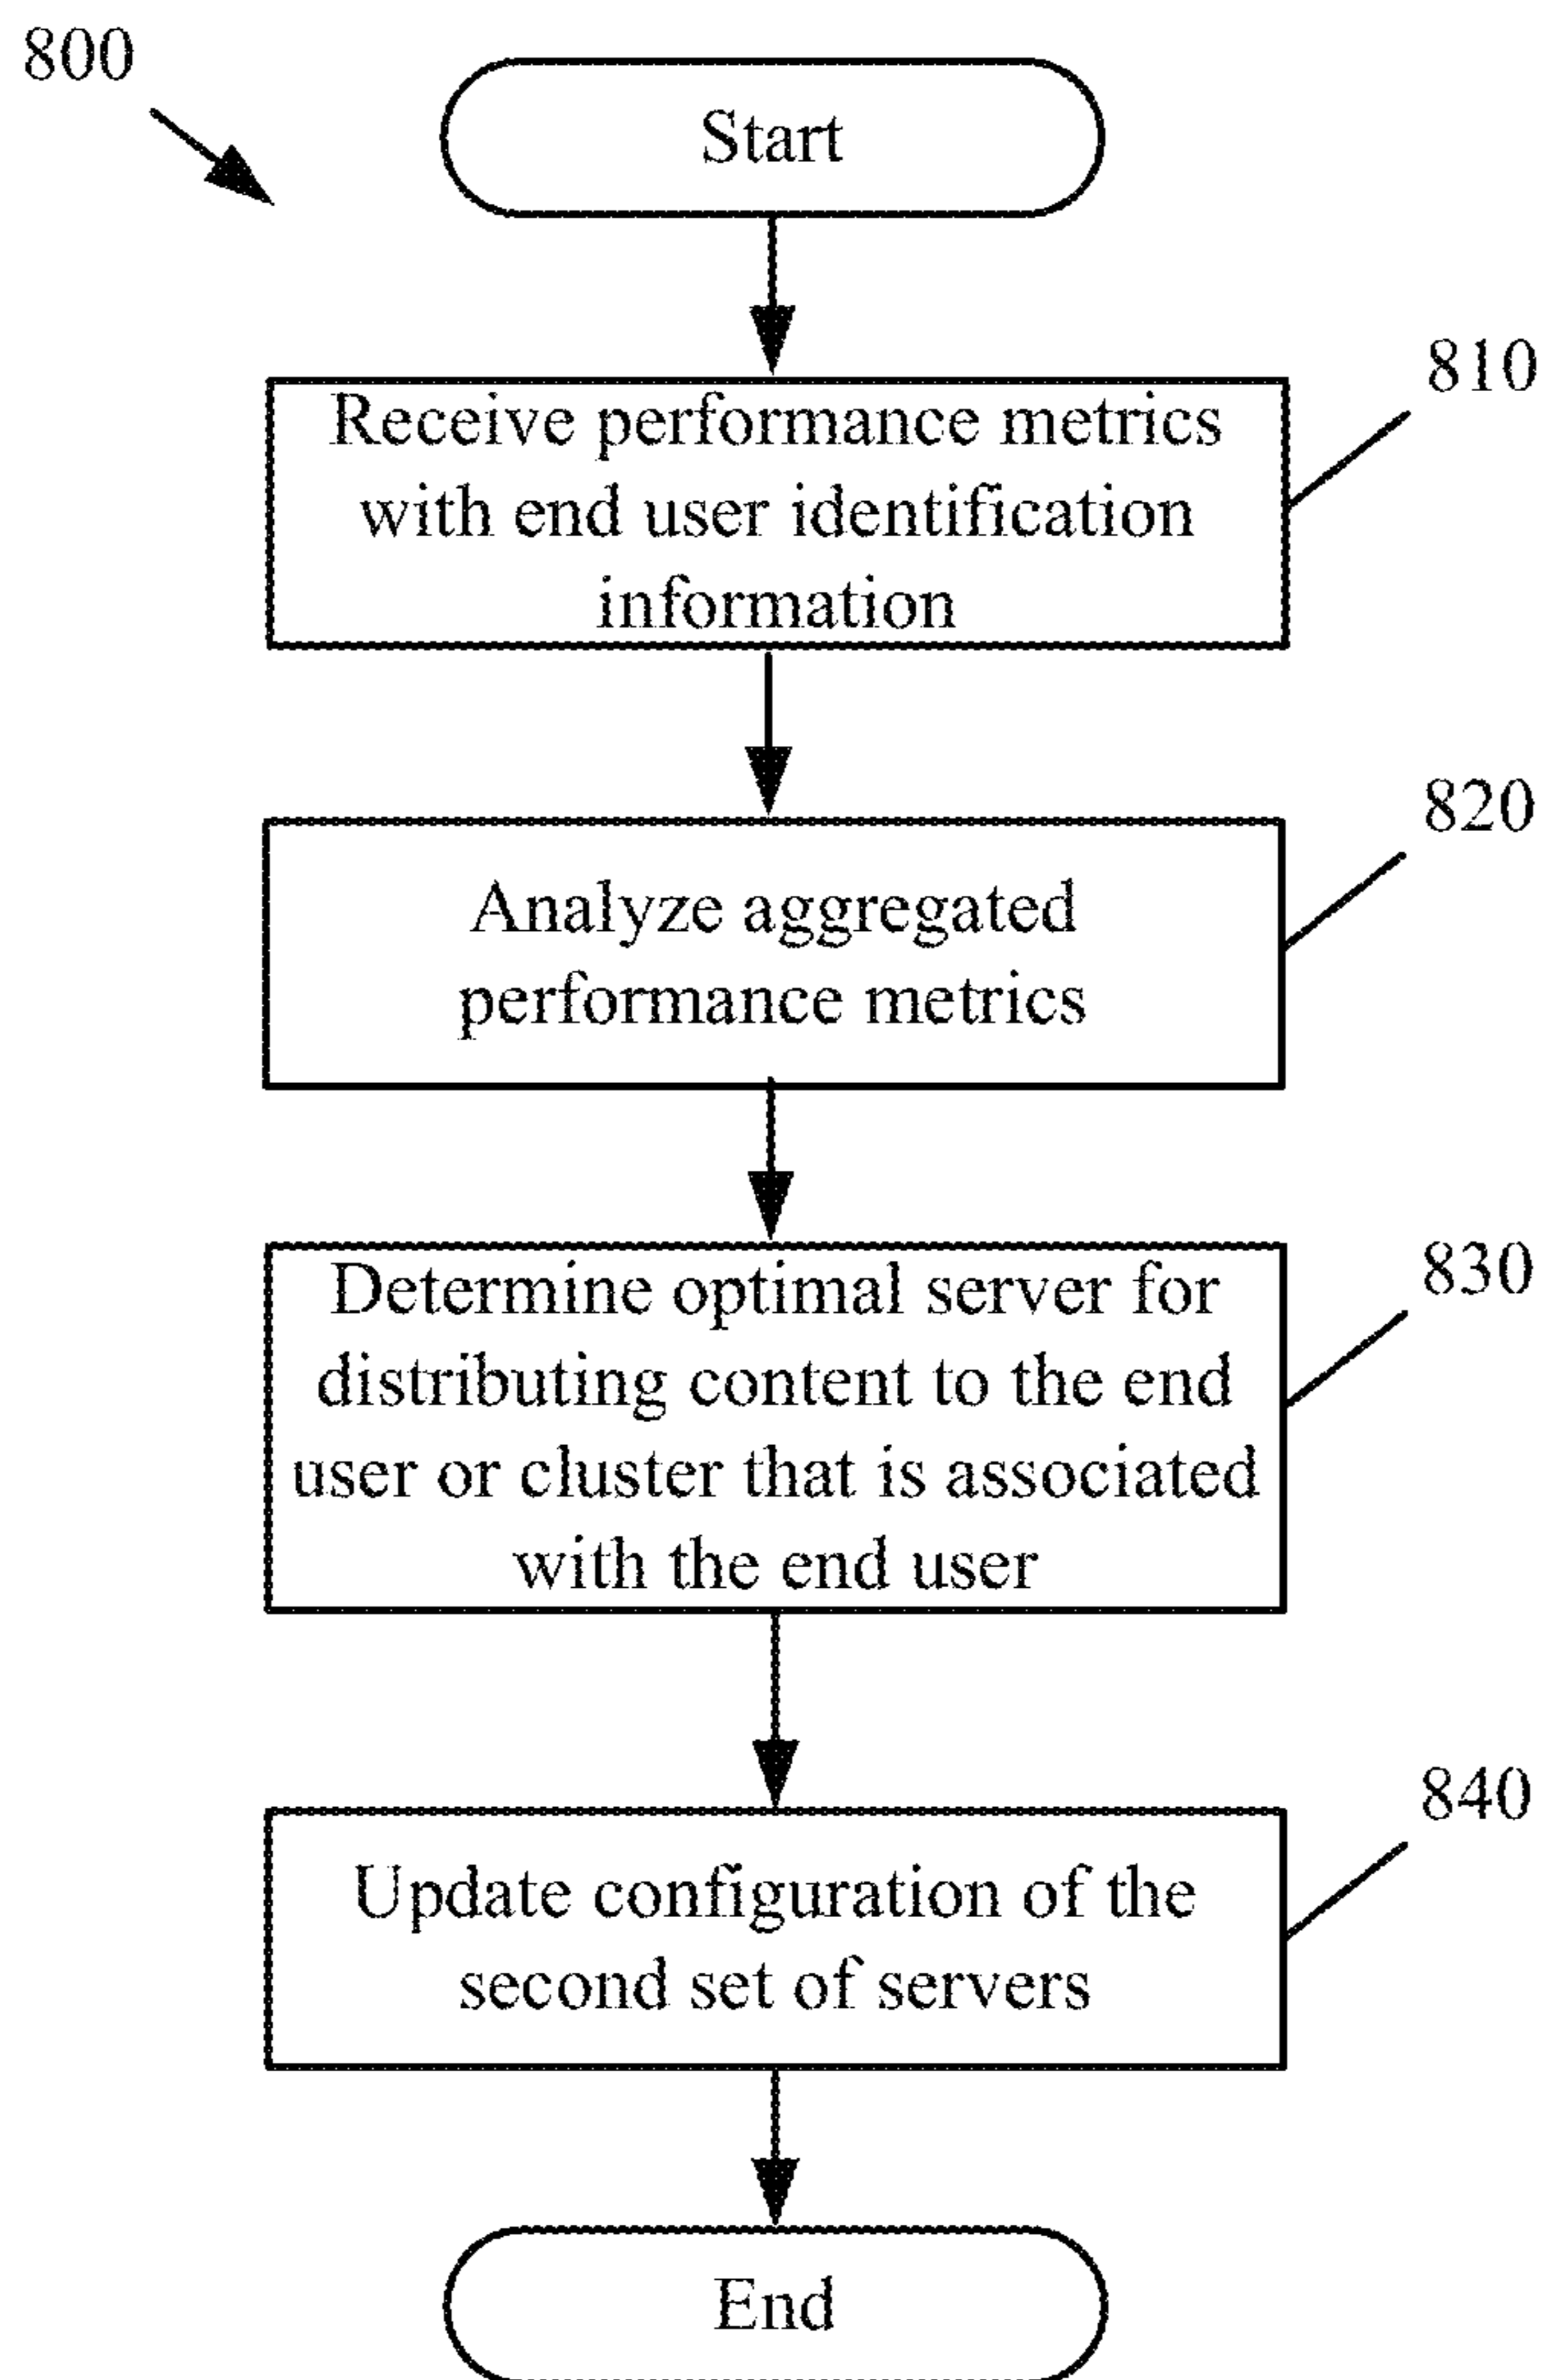 800
Start
810
Receive performance metrics
with end user identification
information
820
Analyze aggregated
performance metrics
830
Determine optimal server for
distributing content to the end
user or cluster that is associated
with the end user
840
Update configuration of the
second set of servers
End